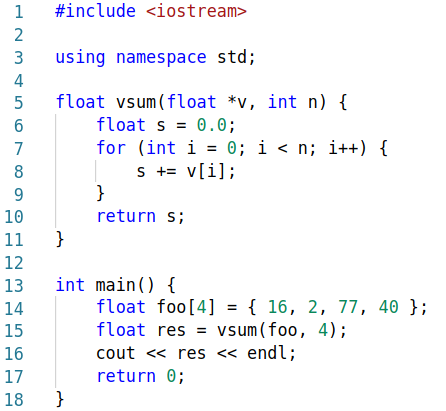 1 #include <iostream>
2
3 using namespace std;
4
5 float vsum(float *v, int n) {
6     float s = 0.0;
7     for (int i = 0; i < n; i++) {
8         s += v[i];
9     }
10     return s;
11 }
12
13 int main() {
14     float foo[4] = { 16, 2, 77, 40 };
15     float res = vsum(foo, 4);
16     cout << res << endl;
17     return 0;
18 }